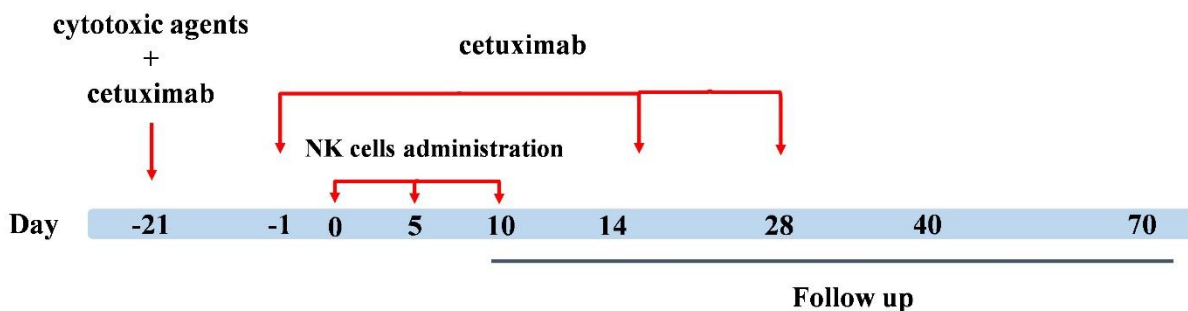 cytotoxic agents
+
cetuximab
cetuximab
NK cells administration
Day -21 -1 0 5 10 14 28 40 70
Follow up